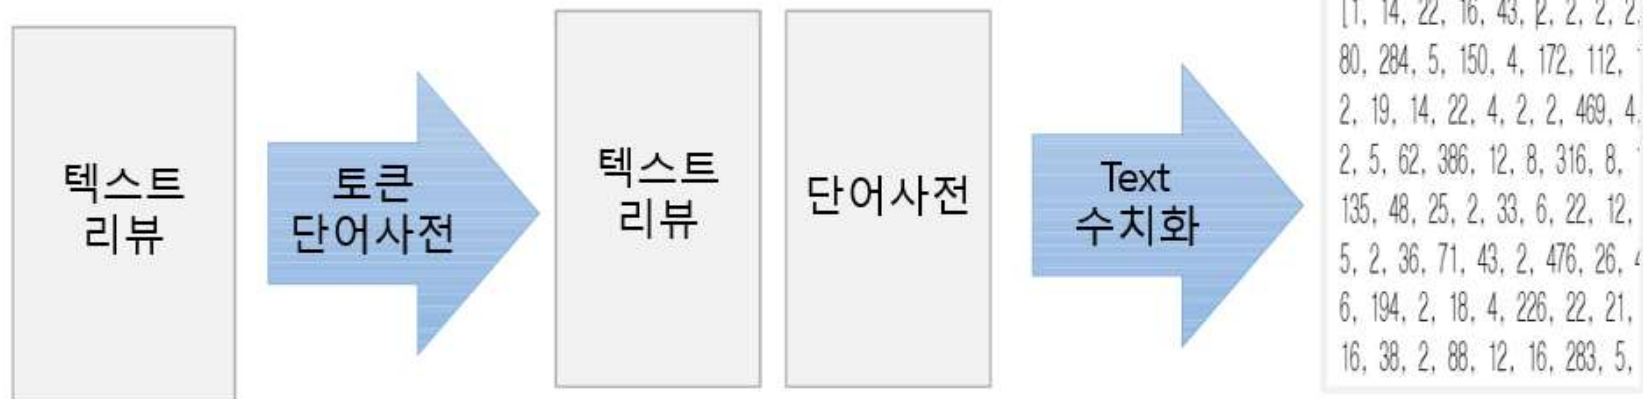 텍스트
리뷰
토큰
단어사전
텍스트
리뷰
단어사전
Text
수치화
[1, 14, 22, 16, 43, 2, 2, 2, 2,
80, 284, 5, 150, 4, 172, 112,
2, 19, 14, 22, 4, 2, 2, 469, 4,
2, 5, 62, 386, 12, 8, 316, 8,
135, 48, 25, 2, 33, 6, 22, 12,
5, 2, 36, 71, 43, 2, 476, 26,
6, 194, 2, 18, 4, 226, 22, 21,
16, 38, 2, 88, 12, 16, 283, 5,